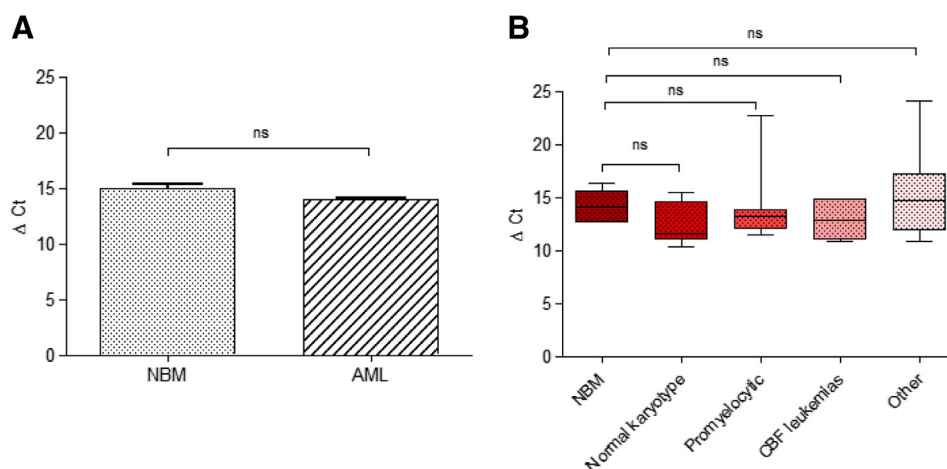 A
25
20
15
10
5
0
Δ Ct
ns
NBM
AML
B
25
20
15
10
5
0
Δ Ct
ns
ns
ns
ns
NBM
Normal karyotype
Promyelocytic
CBF leukemias
Other